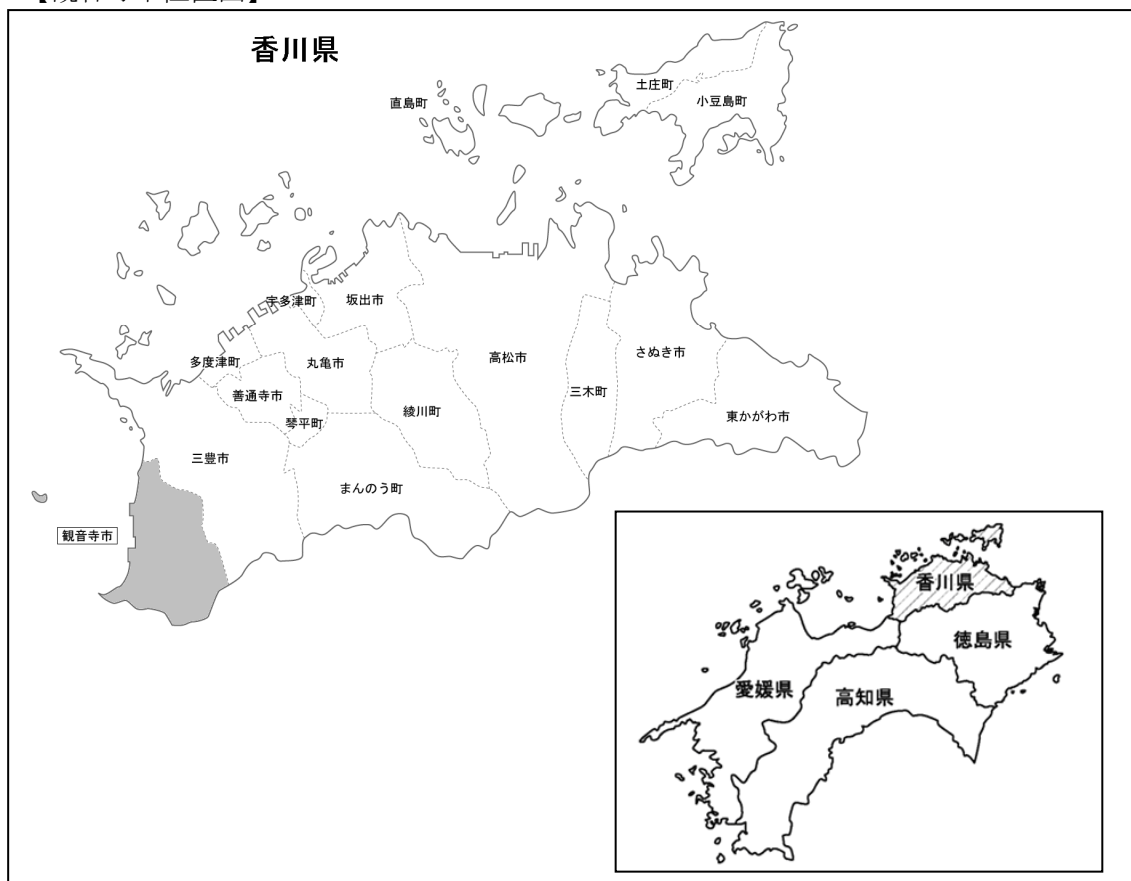 香川県
土庄町
小豆島町
直島町
宇多津町
坂出市
多度津町
丸亀市
高松市
さぬき市
善通寺市
三木町
琴平町
綾川町
東かがわ市
三豊市
まんのう町
観音寺市
香川県
徳島県
愛媛県
高知県